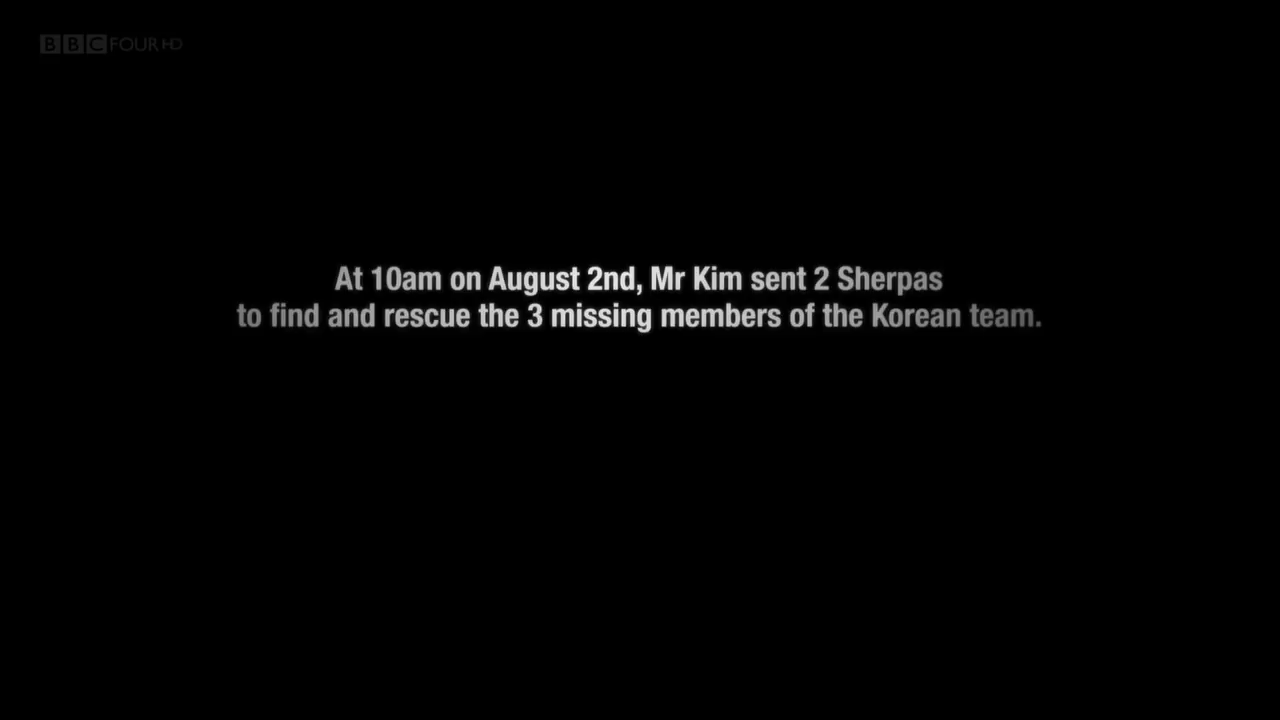 BBC FOUR HD
At 10am on August 2nd, Mr Kim sent 2 Sherpas
to find and rescue the 3 missing members of the Korean team.